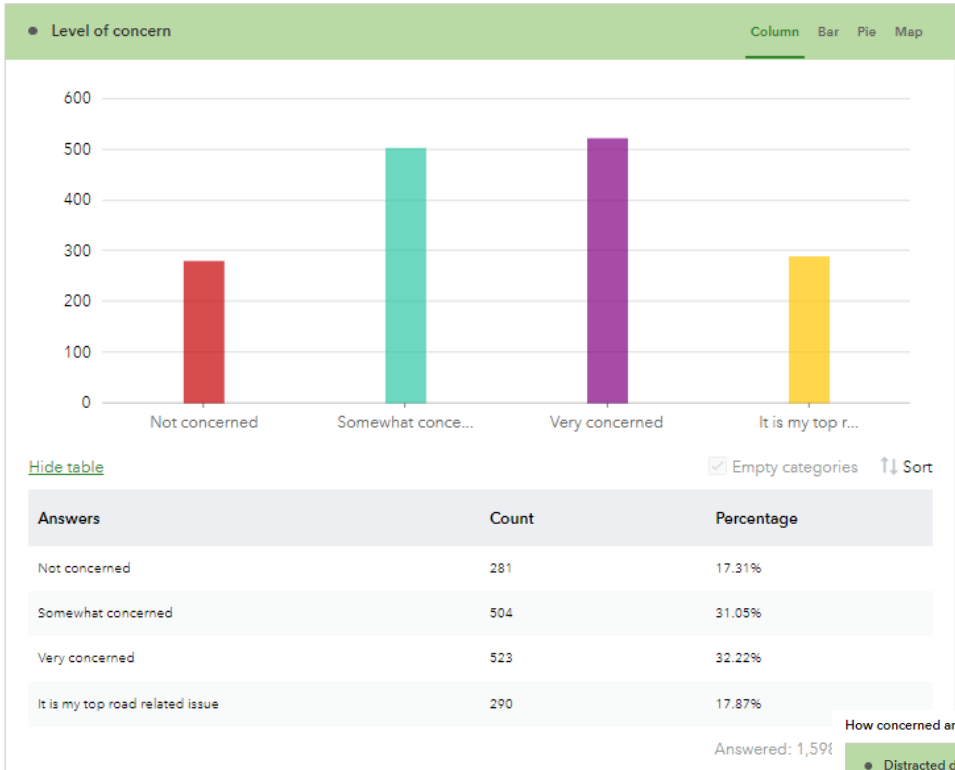 Level of concern Column Bar Pie Map
600
500
400
300
200
100
0
Not concerned Somewhat conce... Very concerned It is my top r...
Hide table Empty categories Sort
Answers Count Percentage
Not concerned 281 17.31%
Somewhat concerned 504 31.05%
Very concerned 523 32.22%
It is my top road related issue 290 17.87%
How concerned
Answered: 1,598
Distracted